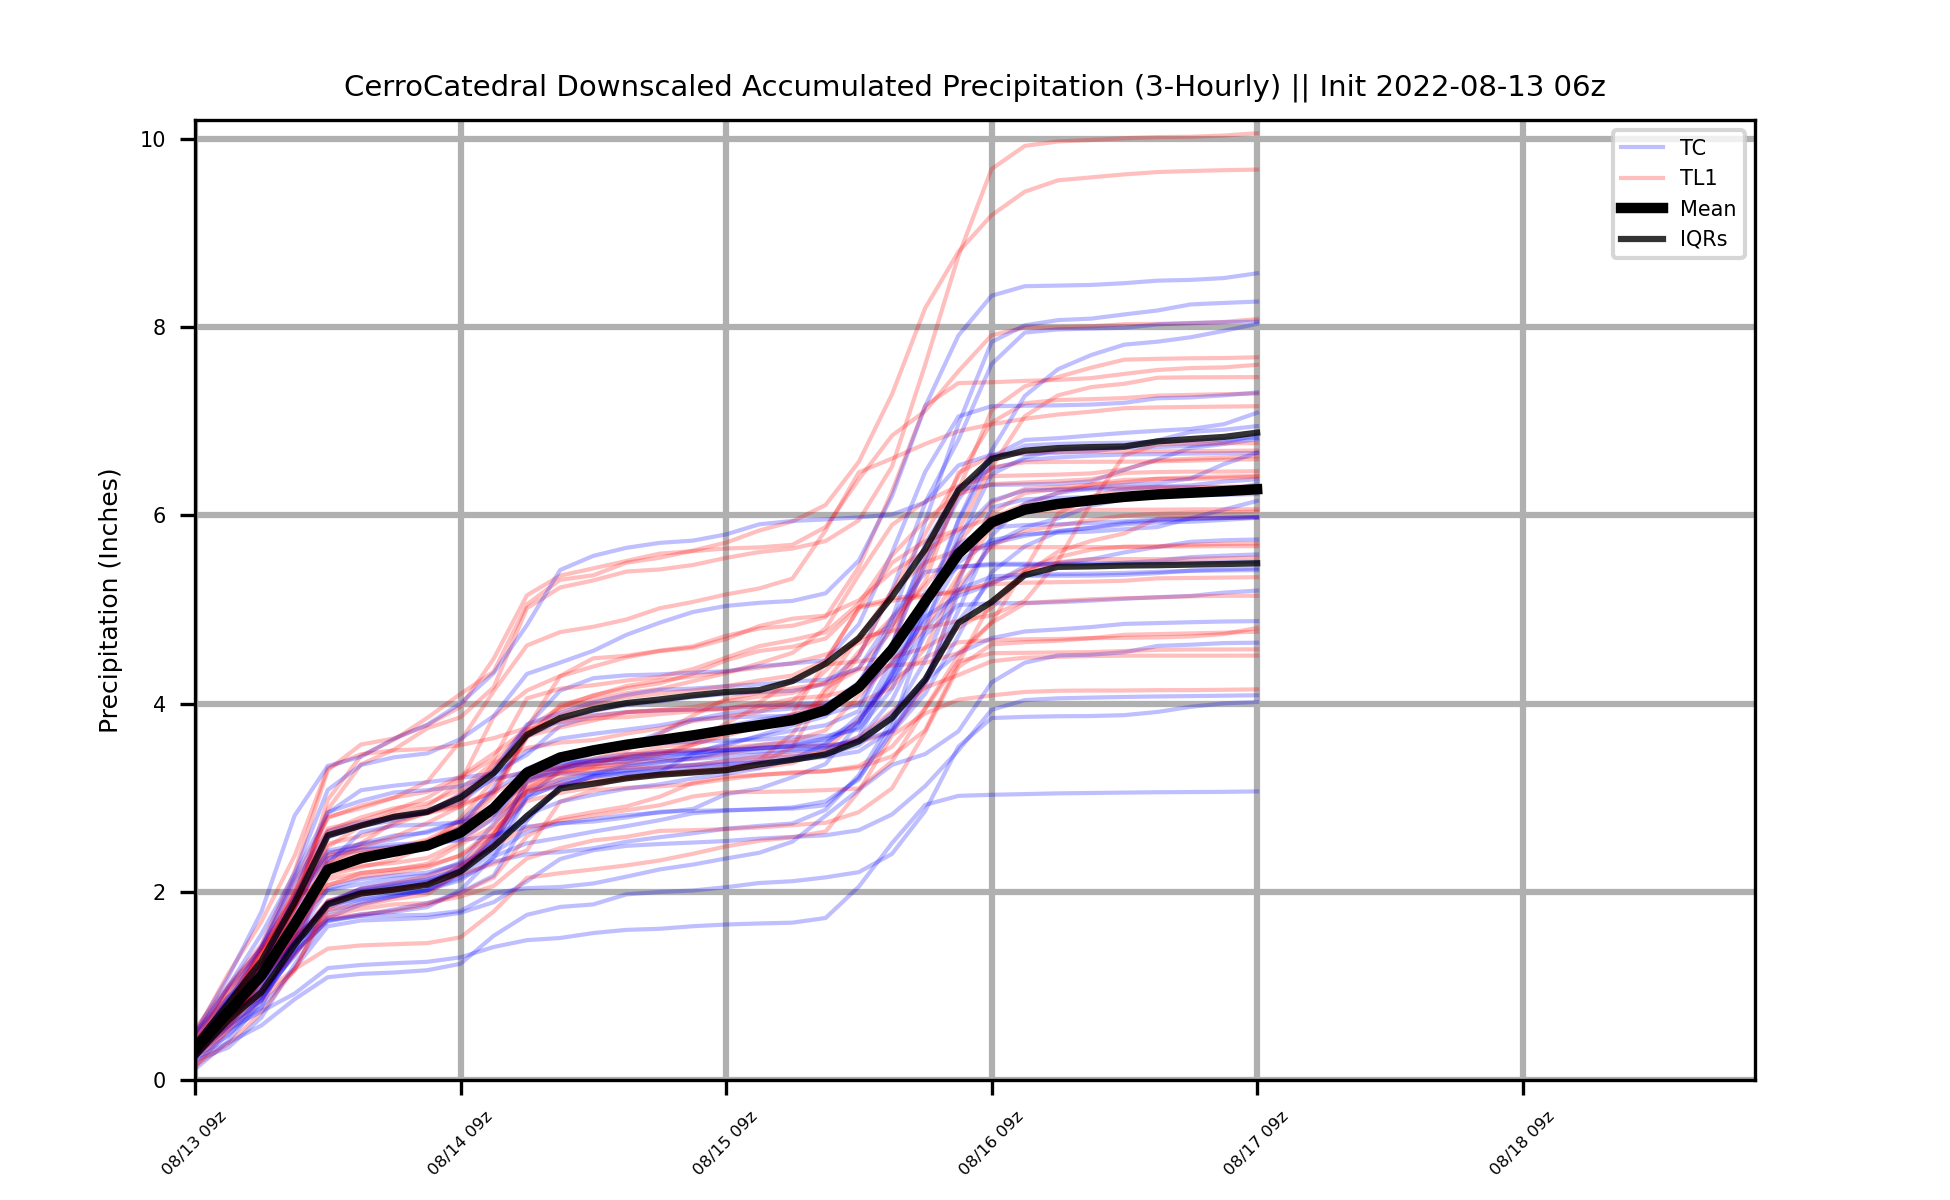 CerroCatedral Downscaled Accumulated Precipitation (3-Hourly) || Init 2022-08-13 06z
TC
TL1
Mean
IQRs
Precipitation (Inches)
10
8
6
4
2
0
08/13 09z
08/14 09z
08/15 09z
08/16 09z
08/17 09z
08/18 09z